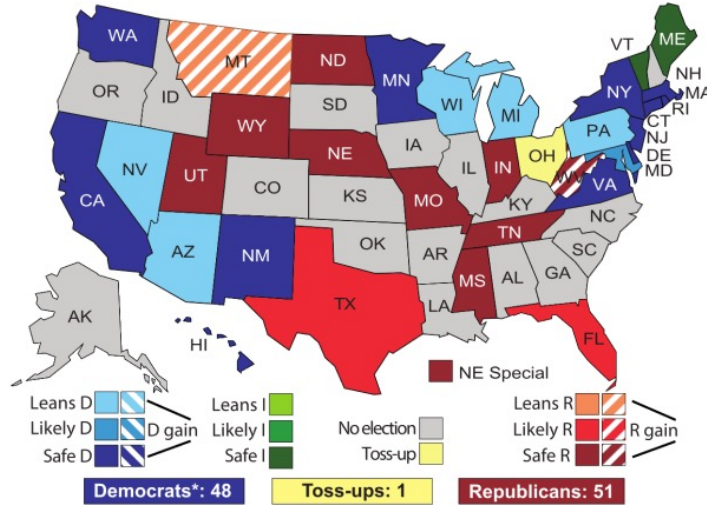 WA
MT
ND
MN
VT
ME
OR
ID
SD
WI
MI
NY
NH
MA
RI
CT
NJ
DE
MD
WY
NE
IA
PA
NV
UT
CO
IL
IN
OH
WV
VA
CA
KS
MO
KY
NC
AZ
NM
OK
AR
TN
SC
TX
LA
MS
AL
GA
AK
HI
FL
NE Special
Leans D
Likely D
Safe D
D gain
Leans I
Likely I
Safe I
No election
Toss-up
Leans R
Likely R
Safe R
R gain
Democrats*: 48
Toss-ups: 1
Republicans: 51